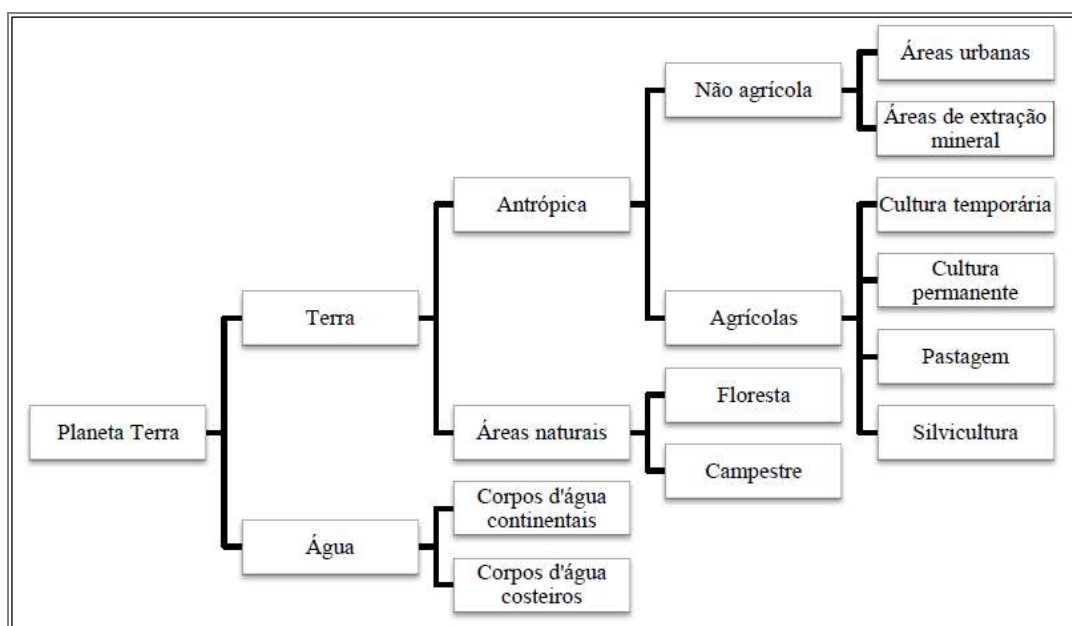 Áreas urbanas
Não agrícola
Áreas de extração
mineral
Antrópica
Cultura temporária
Cultura
permanente
Terra
Agrícolas
Pastagem
Floresta
Planeta Terra
Áreas naturais
Silvicultura
Campestre
Corpos d'água
continentais
Água
Corpos d'água
costeiros